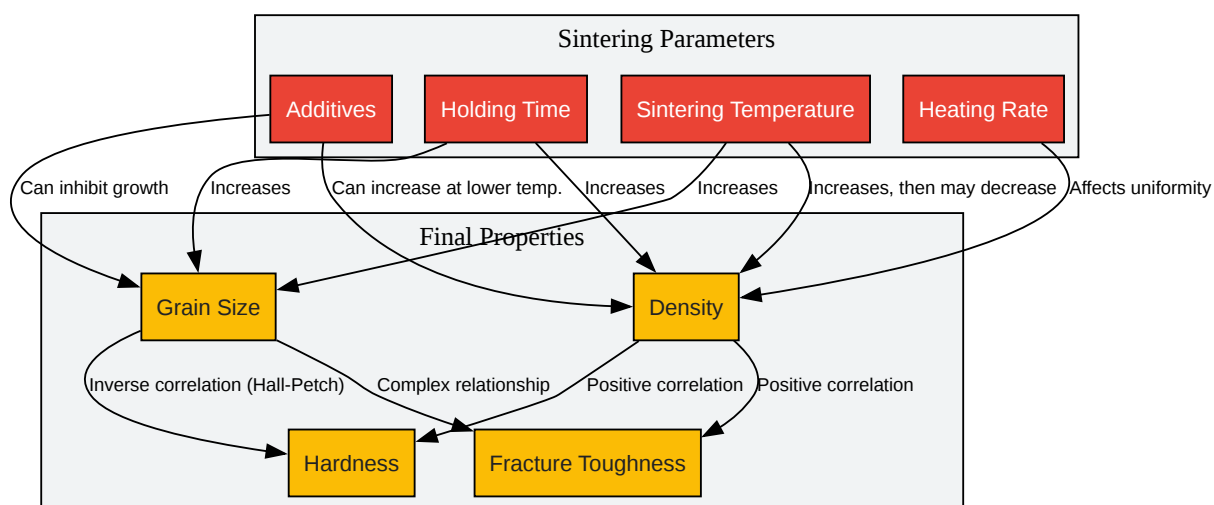 Sintering Parameters
Additives
Holding Time
Sintering Temperature
Heating Rate
Can inhibit growth
Increases
Can increase at lower temp.
Increases
Increases
Increases, then may decrease
Affects uniformity
Final Properties
Grain Size
Density
Inverse correlation (Hall-Petch)
Complex relationship
Positive correlation
Positive correlation
Hardness
Fracture Toughness